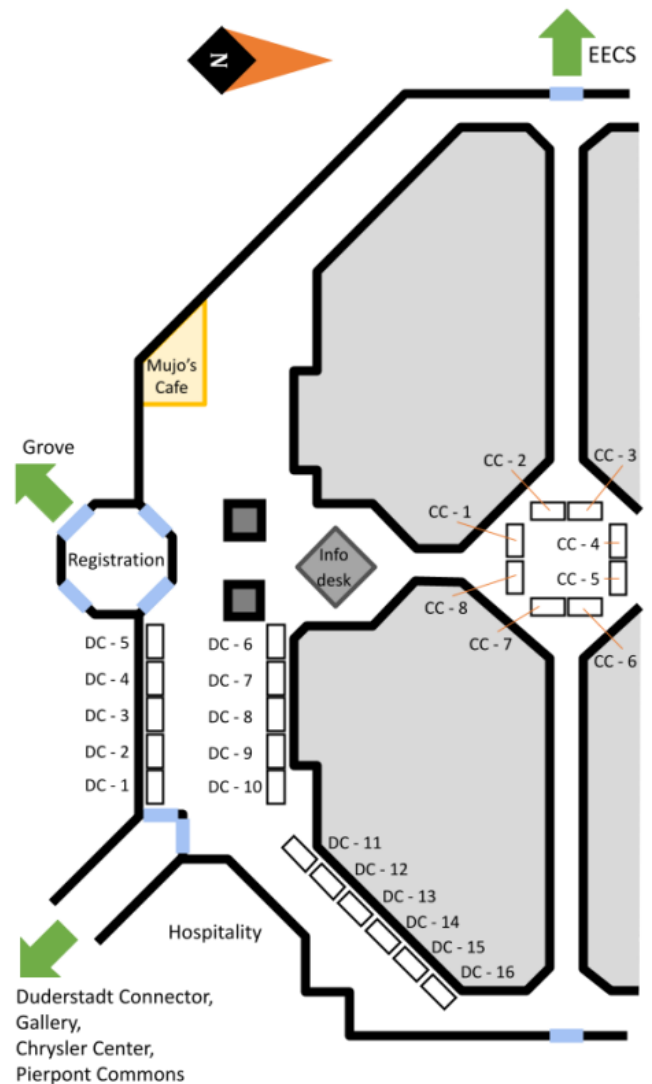 N
EECS
Mujo's
Cafe
Grove
CC - 2
CC - 3
CC - 1
CC - 4
Registration
Info
desk
CC - 5
CC - 8
CC - 7
CC - 6
DC - 5
DC - 6
DC - 4
DC - 7
DC - 3
DC - 8
DC - 2
DC - 9
DC - 1
DC - 10
DC - 11
DC - 12
DC - 13
DC - 14
DC - 15
DC - 16
Hospitality
Duderstadt Connector,
Gallery,
Chrysler Center,
Pierpont Commons